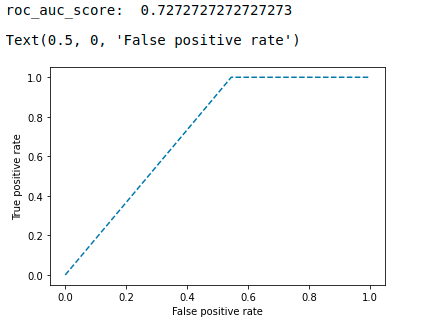 roc_auc_score:  0.7272727272727273
Text(0.5, 0, 'False positive rate')
1.0
0.8
0.6
0.4
0.2
0.0
True positive rate
0.0 0.2 0.4 0.6 0.8 1.0
False positive rate